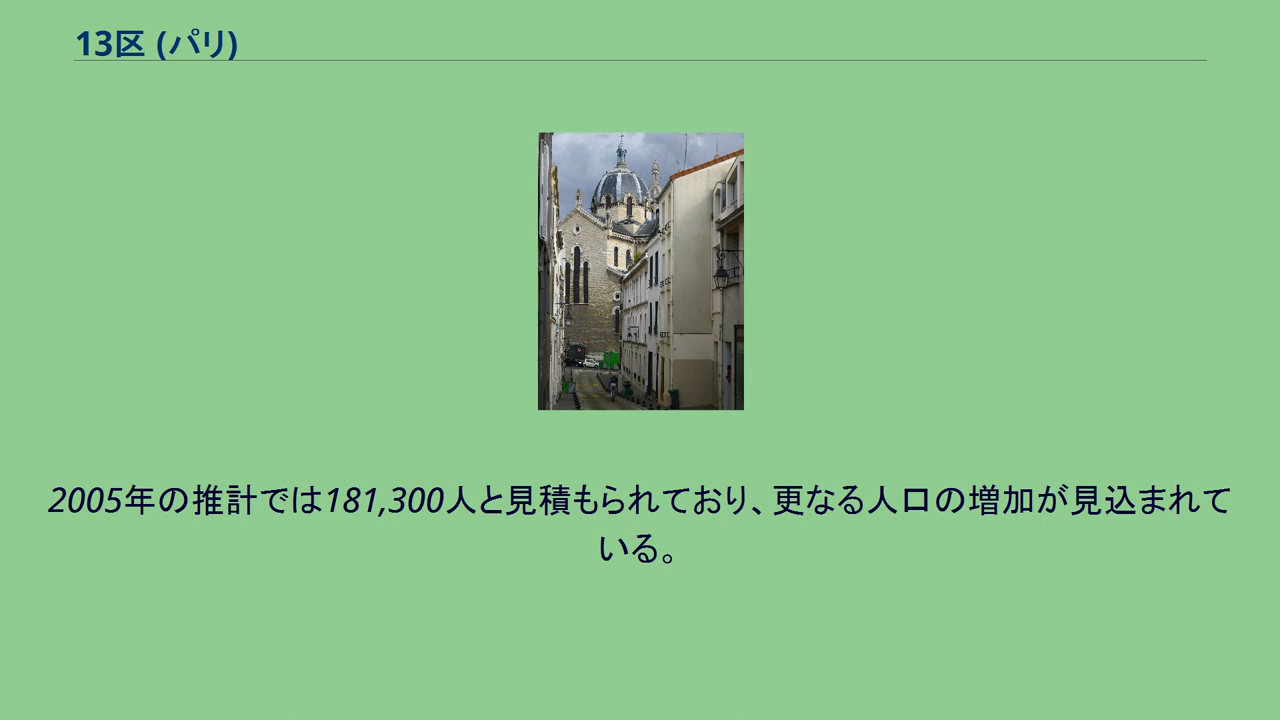 13区 (パリ)
2005年の推計では181,300人と見積もられており、更なる人口の増加が見込まれて
いる。